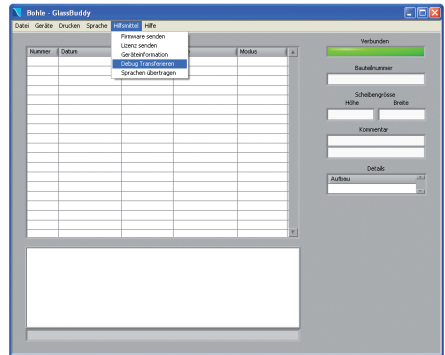 Bohle - GlassBuddy
Datei Geräte Drucken Sprache Hilfsmittel Hilfe
Firmware senden
Lizenz senden
Geräteinformation
Debug Transferieren
Sprachen übertragen
Nummer Datum Modus
Verbunden
Bauteilnummer
Scheibengrösse
Höhe Breite
Kommentar
Details
Aufbau